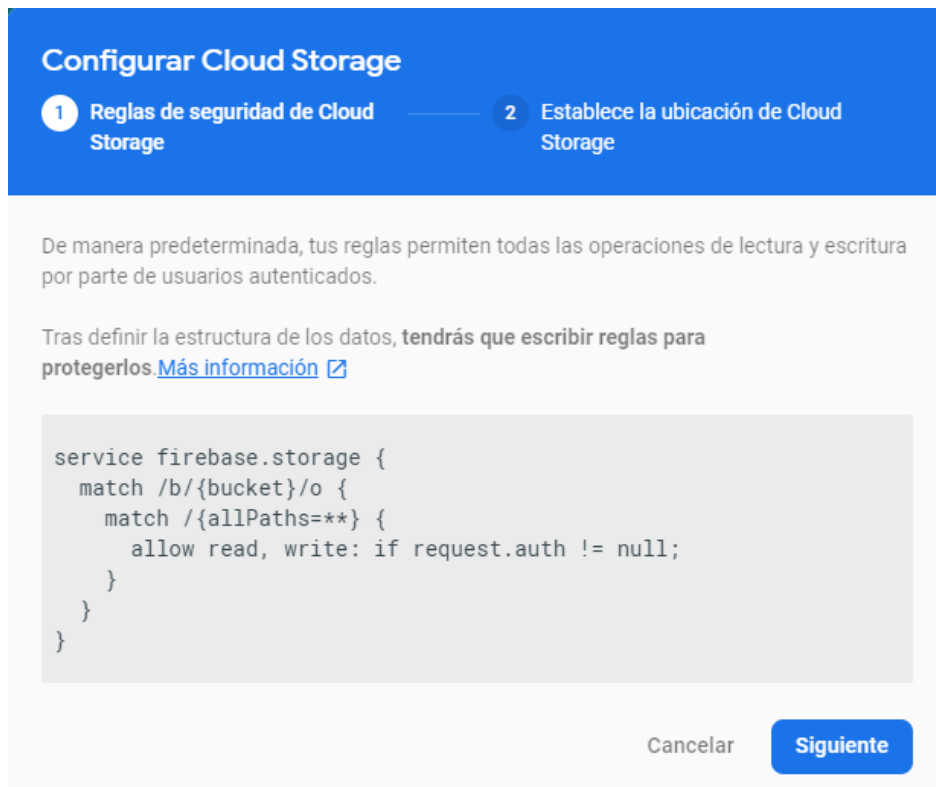 Configurar Cloud Storage
1 Reglas de seguridad de Cloud Storage
2 Establece la ubicación de Cloud Storage
De manera predeterminada, tus reglas permiten todas las operaciones de lectura y escritura
por parte de usuarios autenticados.
Tras definir la estructura de los datos, tendrás que escribir reglas para
protegerlos.Más información
service firebase.storage {
  match /b/{bucket}/o {
    match /{allPaths=**} {
      allow read, write: if request.auth != null;
    }
  }
}
Cancelar
Siguiente